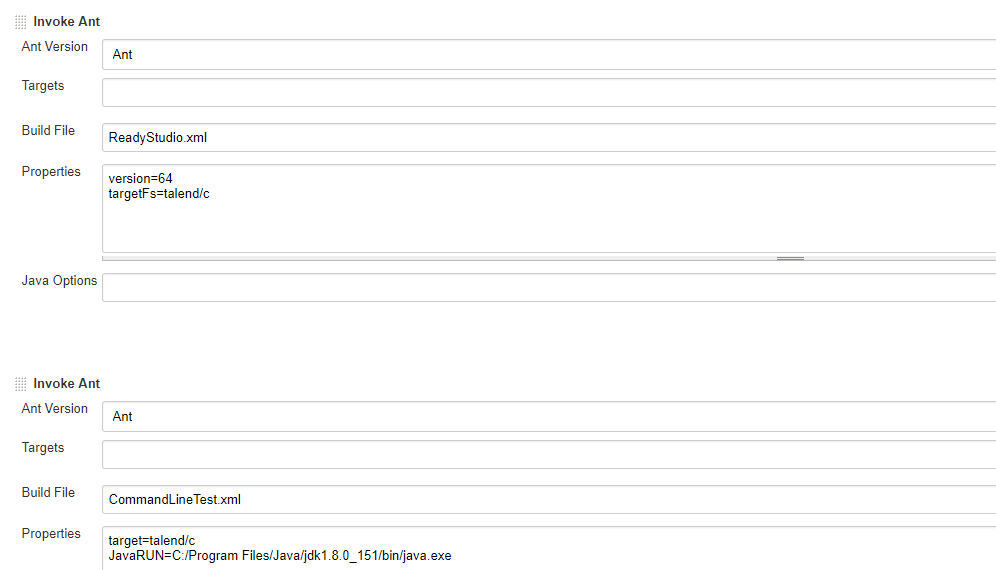 Invoke Ant
Ant Version
Ant
Targets
Build File
ReadyStudio.xml
Properties
version=64
targetFs=talend/c
Java Options
Invoke Ant
Ant Version
Ant
Targets
Build File
CommandLineTest.xml
Properties
target=talend/c
JavaRUN=C:/Program Files/Java/jdk1.8.0_151/bin/java.exe